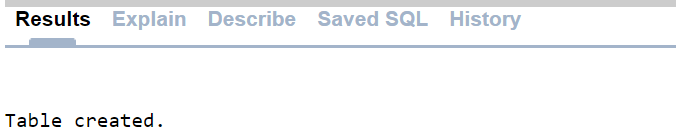 Results Explain Describe Saved SQL History
Table created.